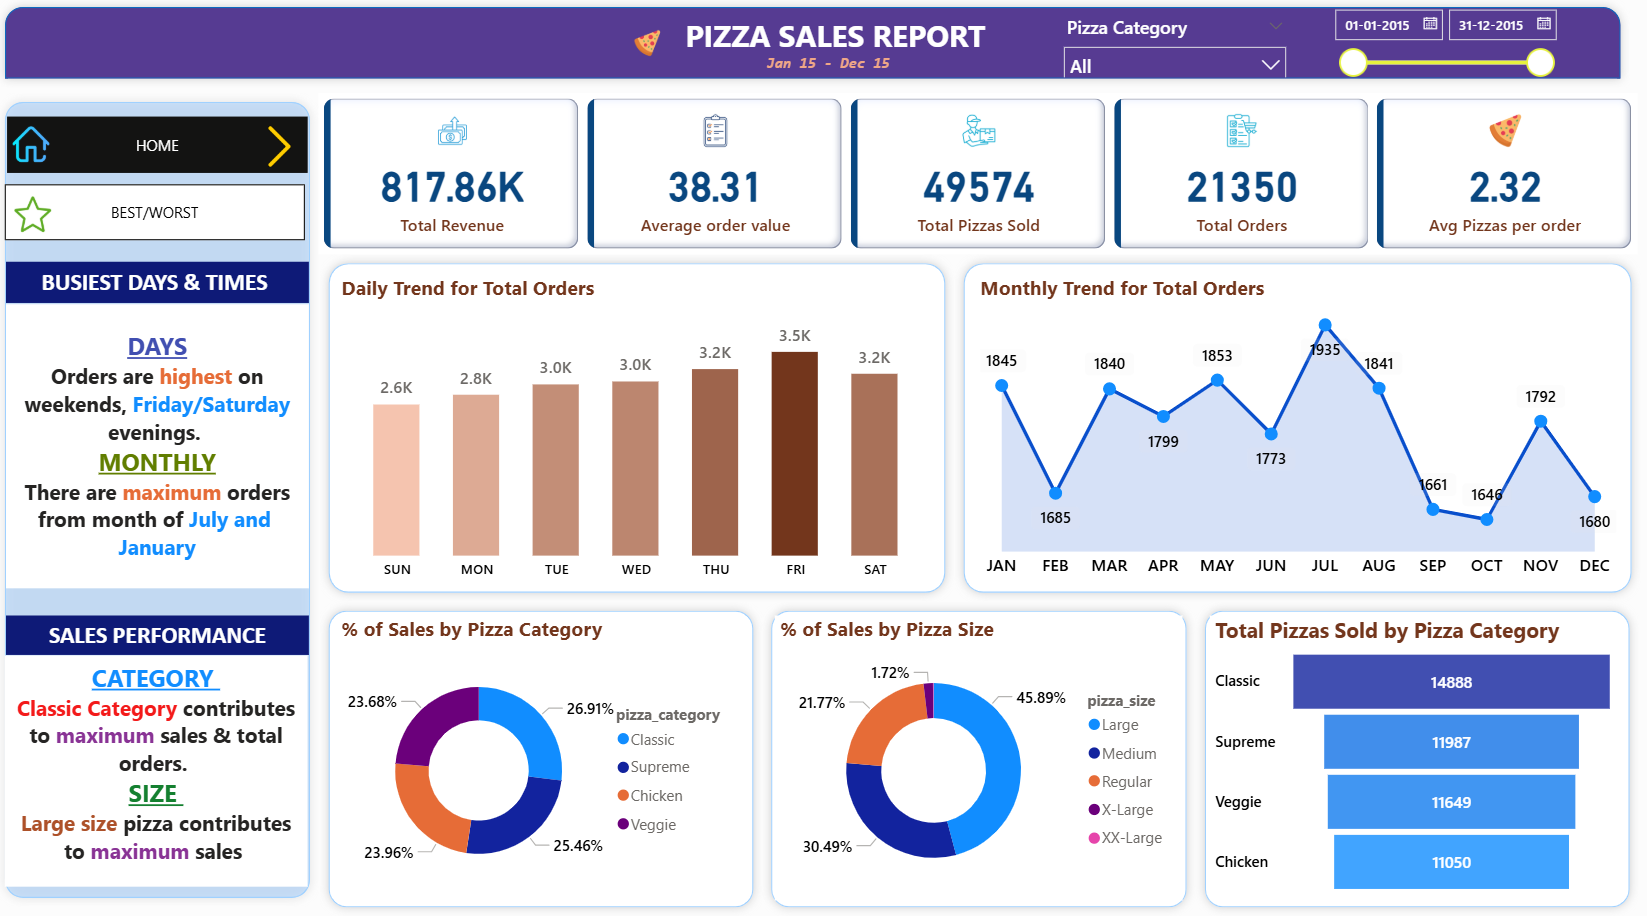 PIZZA SALES REPORT
Jan 15 - Dec 15
Pizza Category
All
01-01-2015
31-12-2015
HOME
BEST/WORST
BUSIEST DAYS & TIMES
DAYS
Orders are highest on
weekends, Friday/Saturday
evenings.
MONTHLY
There are maximum orders
from month of July and
January
SALES PERFORMANCE
CATEGORY
Classic Category contributes
to maximum sales & total
orders.
SIZE
Large size pizza contributes
to maximum sales
817.86K
Total Revenue
38.31
Average order value
49574
Total Pizzas Sold
21350
Total Orders
2.32
Avg Pizzas per order
Daily Trend for Total Orders
2.6K
2.8K
3.0K
3.0K
3.2K
3.5K
3.2K
SUN MON TUE WED THU FRI SAT
Monthly Trend for Total Orders
1845
1685
1840
1799
1853
1773
1935
1841
1661
1646
1792
1680
JAN FEB MAR APR MAY JUN JUL AUG SEP OCT NOV DEC
% of Sales by Pizza Category
23.68%
26.91%
23.96%
25.46%
pizza_category
Classic
Supreme
Chicken
Veggie
% of Sales by Pizza Size
1.72%
21.77%
45.89%
30.49%
pizza_size
Large
Medium
Regular
X-Large
XX-Large
Total Pizzas Sold by Pizza Category
Classic 14888
Supreme 11987
Veggie 11649
Chicken 11050